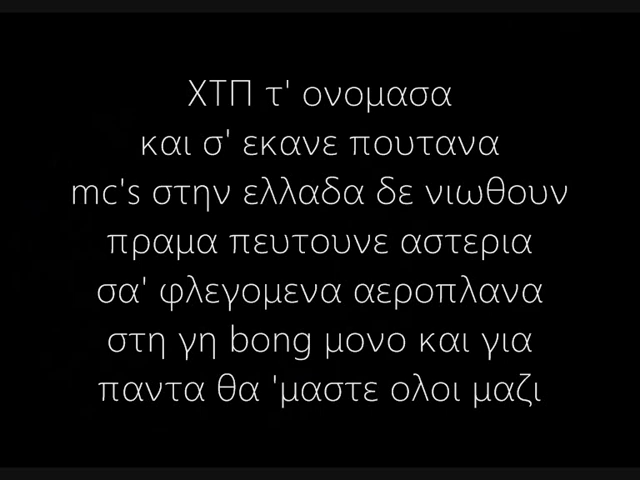 ΧΤΠ τ' ονομασα
και σ' εκανε πουτανα
mc's στην ελλαδα δε νιωθουν
πραμα πευτουνε αστερια
σα' φλεγομενα αεροπλανα
στη γη bong μονο και για
παντα θα 'μαστε ολοι μαζι